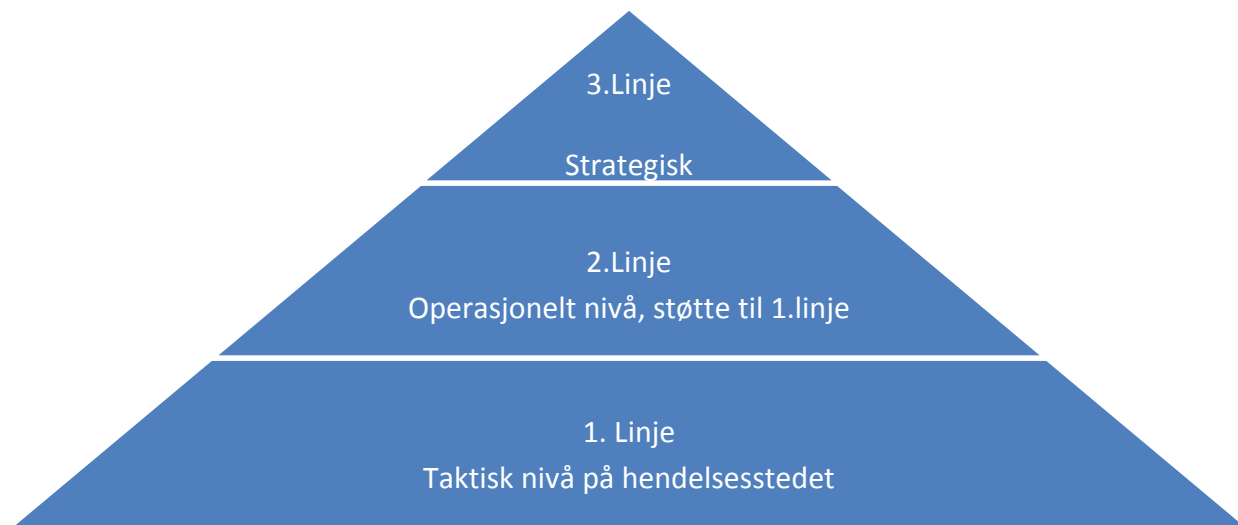 3.Linje
Strategisk
2.Linje
Operasjonelt nivå, støtte til 1.linje
1. Linje
Taktisk nivå på hendelsesstedet